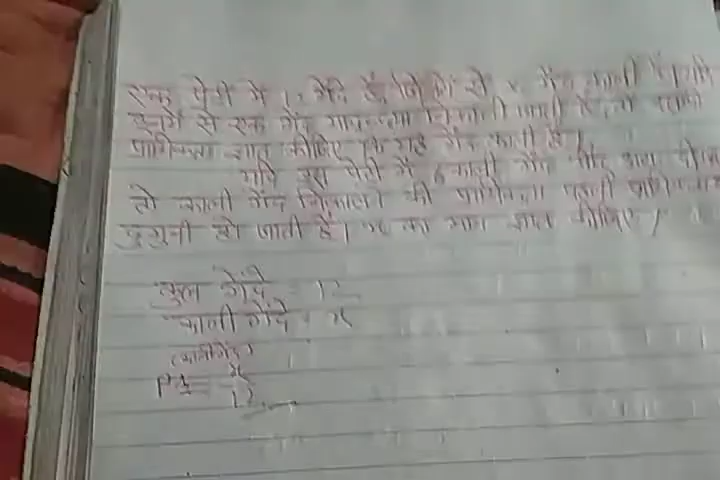 एक पेटी में 12 गेंदें हैं जिनमें से x गेंद काली हैं। यदि
इनमें से एक गेंद निकाली जाती है, तो इसकी
प्रायिकता ज्ञात कीजिए कि यह गेंद काली है।
यदि इस पेटी में 6 काली गेंद और डाल
तो काली गेंद निकालने की प्रायिकता पहली प्रायिकता
दुगुनी हो जाती है। x का मान ज्ञात कीजिए।
कुल गेंदें = 12
काली गेंदें = x
(काली गेंद)
P = x
12